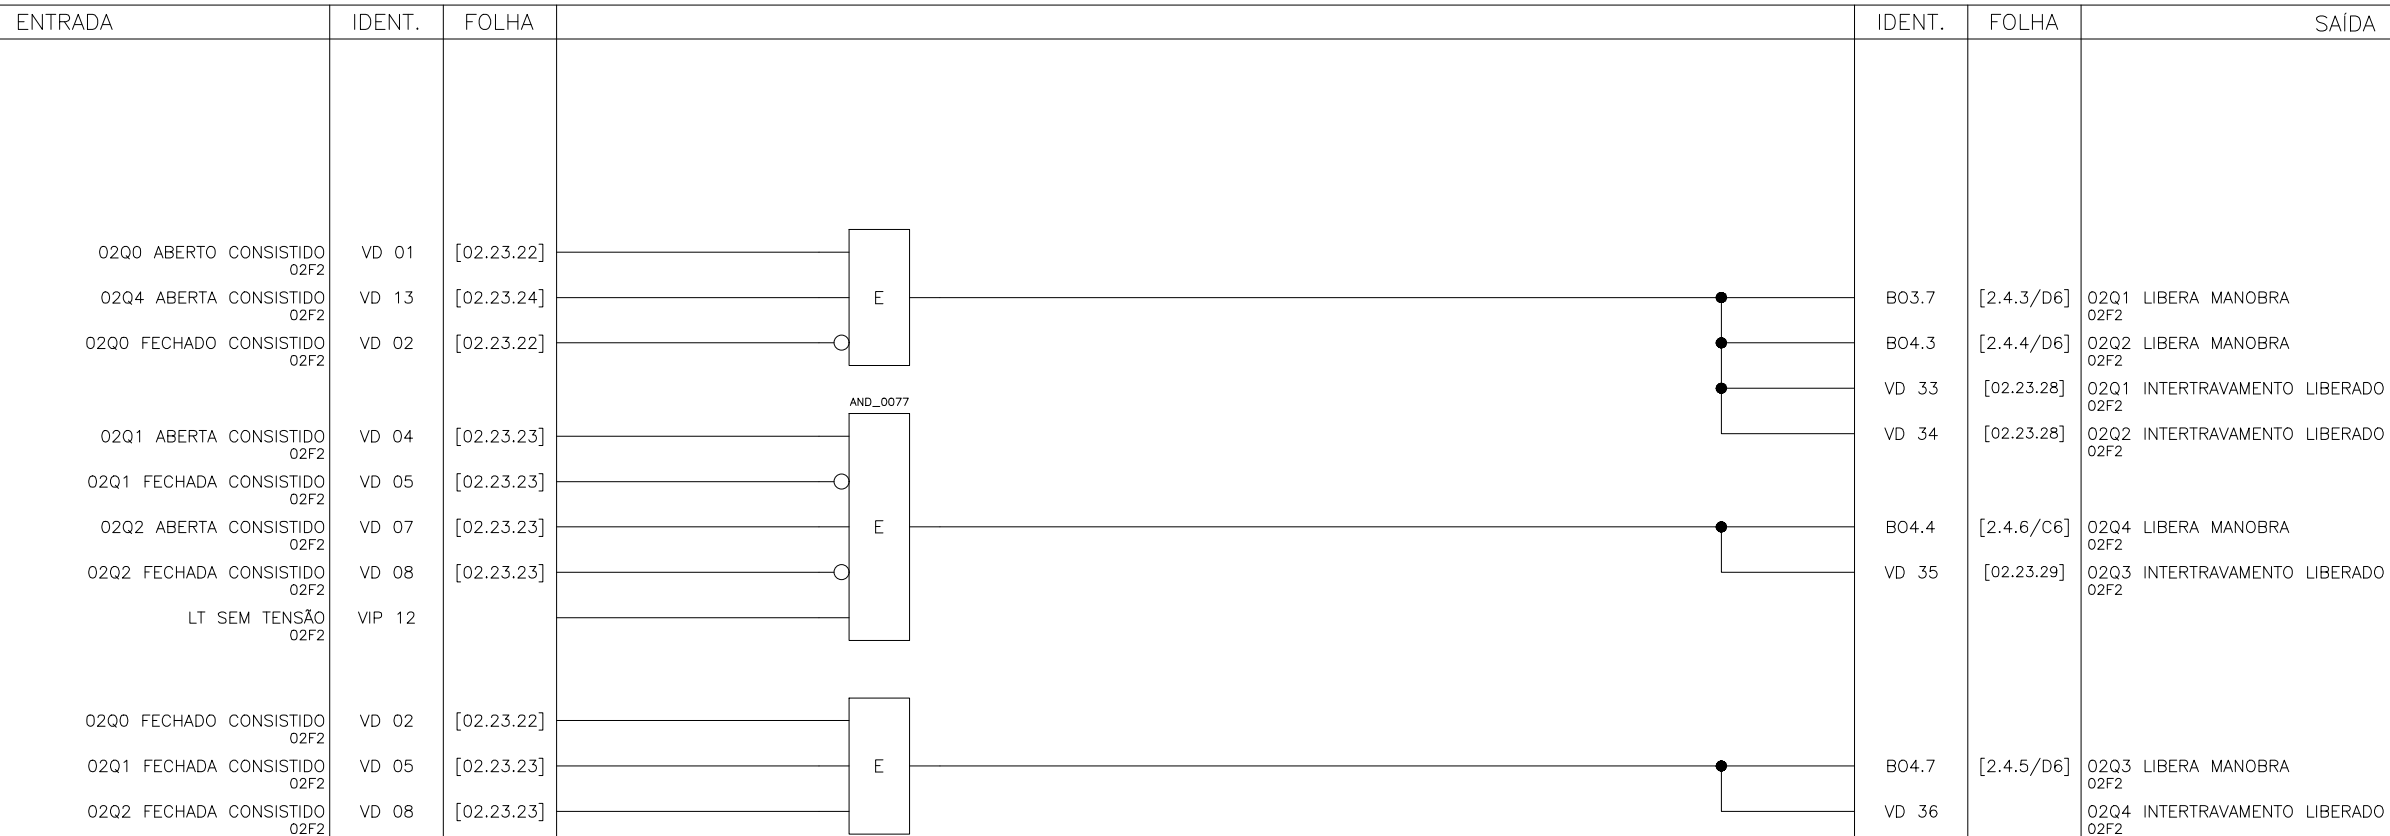 ENTRADA IDENT. FOLHA IDENT. FOLHA SAÍDA
02Q0 ABERTO CONSISTIDO VD 01 [02.23.22]
02F2
02Q4 ABERTA CONSISTIDO VD 13 [02.23.24] E BO3.7 [2.4.3/D6] 02Q1 LIBERA MANOBRA
02F2 02F2
02Q0 FECHADO CONSISTIDO VD 02 [02.23.22] BO4.3 [2.4.4/D6] 02Q2 LIBERA MANOBRA
02F2 02F2
VD 33 [02.23.28] 02Q1 INTERTRAVAMENTO LIBERADO
AND_0077 02F2
02Q1 ABERTA CONSISTIDO VD 04 [02.23.23] VD 34 [02.23.28] 02Q2 INTERTRAVAMENTO LIBERADO
02F2 02F2
02Q1 FECHADA CONSISTIDO VD 05 [02.23.23]
02F2
02Q2 ABERTA CONSISTIDO VD 07 [02.23.23] E BO4.4 [2.4.6/C6] 02Q4 LIBERA MANOBRA
02F2 02F2
02Q2 FECHADA CONSISTIDO VD 08 [02.23.23] VD 35 [02.23.29] 02Q3 INTERTRAVAMENTO LIBERADO
02F2 02F2
LT SEM TENSÃO VIP 12
02F2
02Q0 FECHADO CONSISTIDO VD 02 [02.23.22]
02F2
02Q1 FECHADA CONSISTIDO VD 05 [02.23.23] E BO4.7 [2.4.5/D6] 02Q3 LIBERA MANOBRA
02F2 02F2
02Q2 FECHADA CONSISTIDO VD 08 [02.23.23] VD 36 02Q4 INTERTRAVAMENTO LIBERADO
02F2 02F2